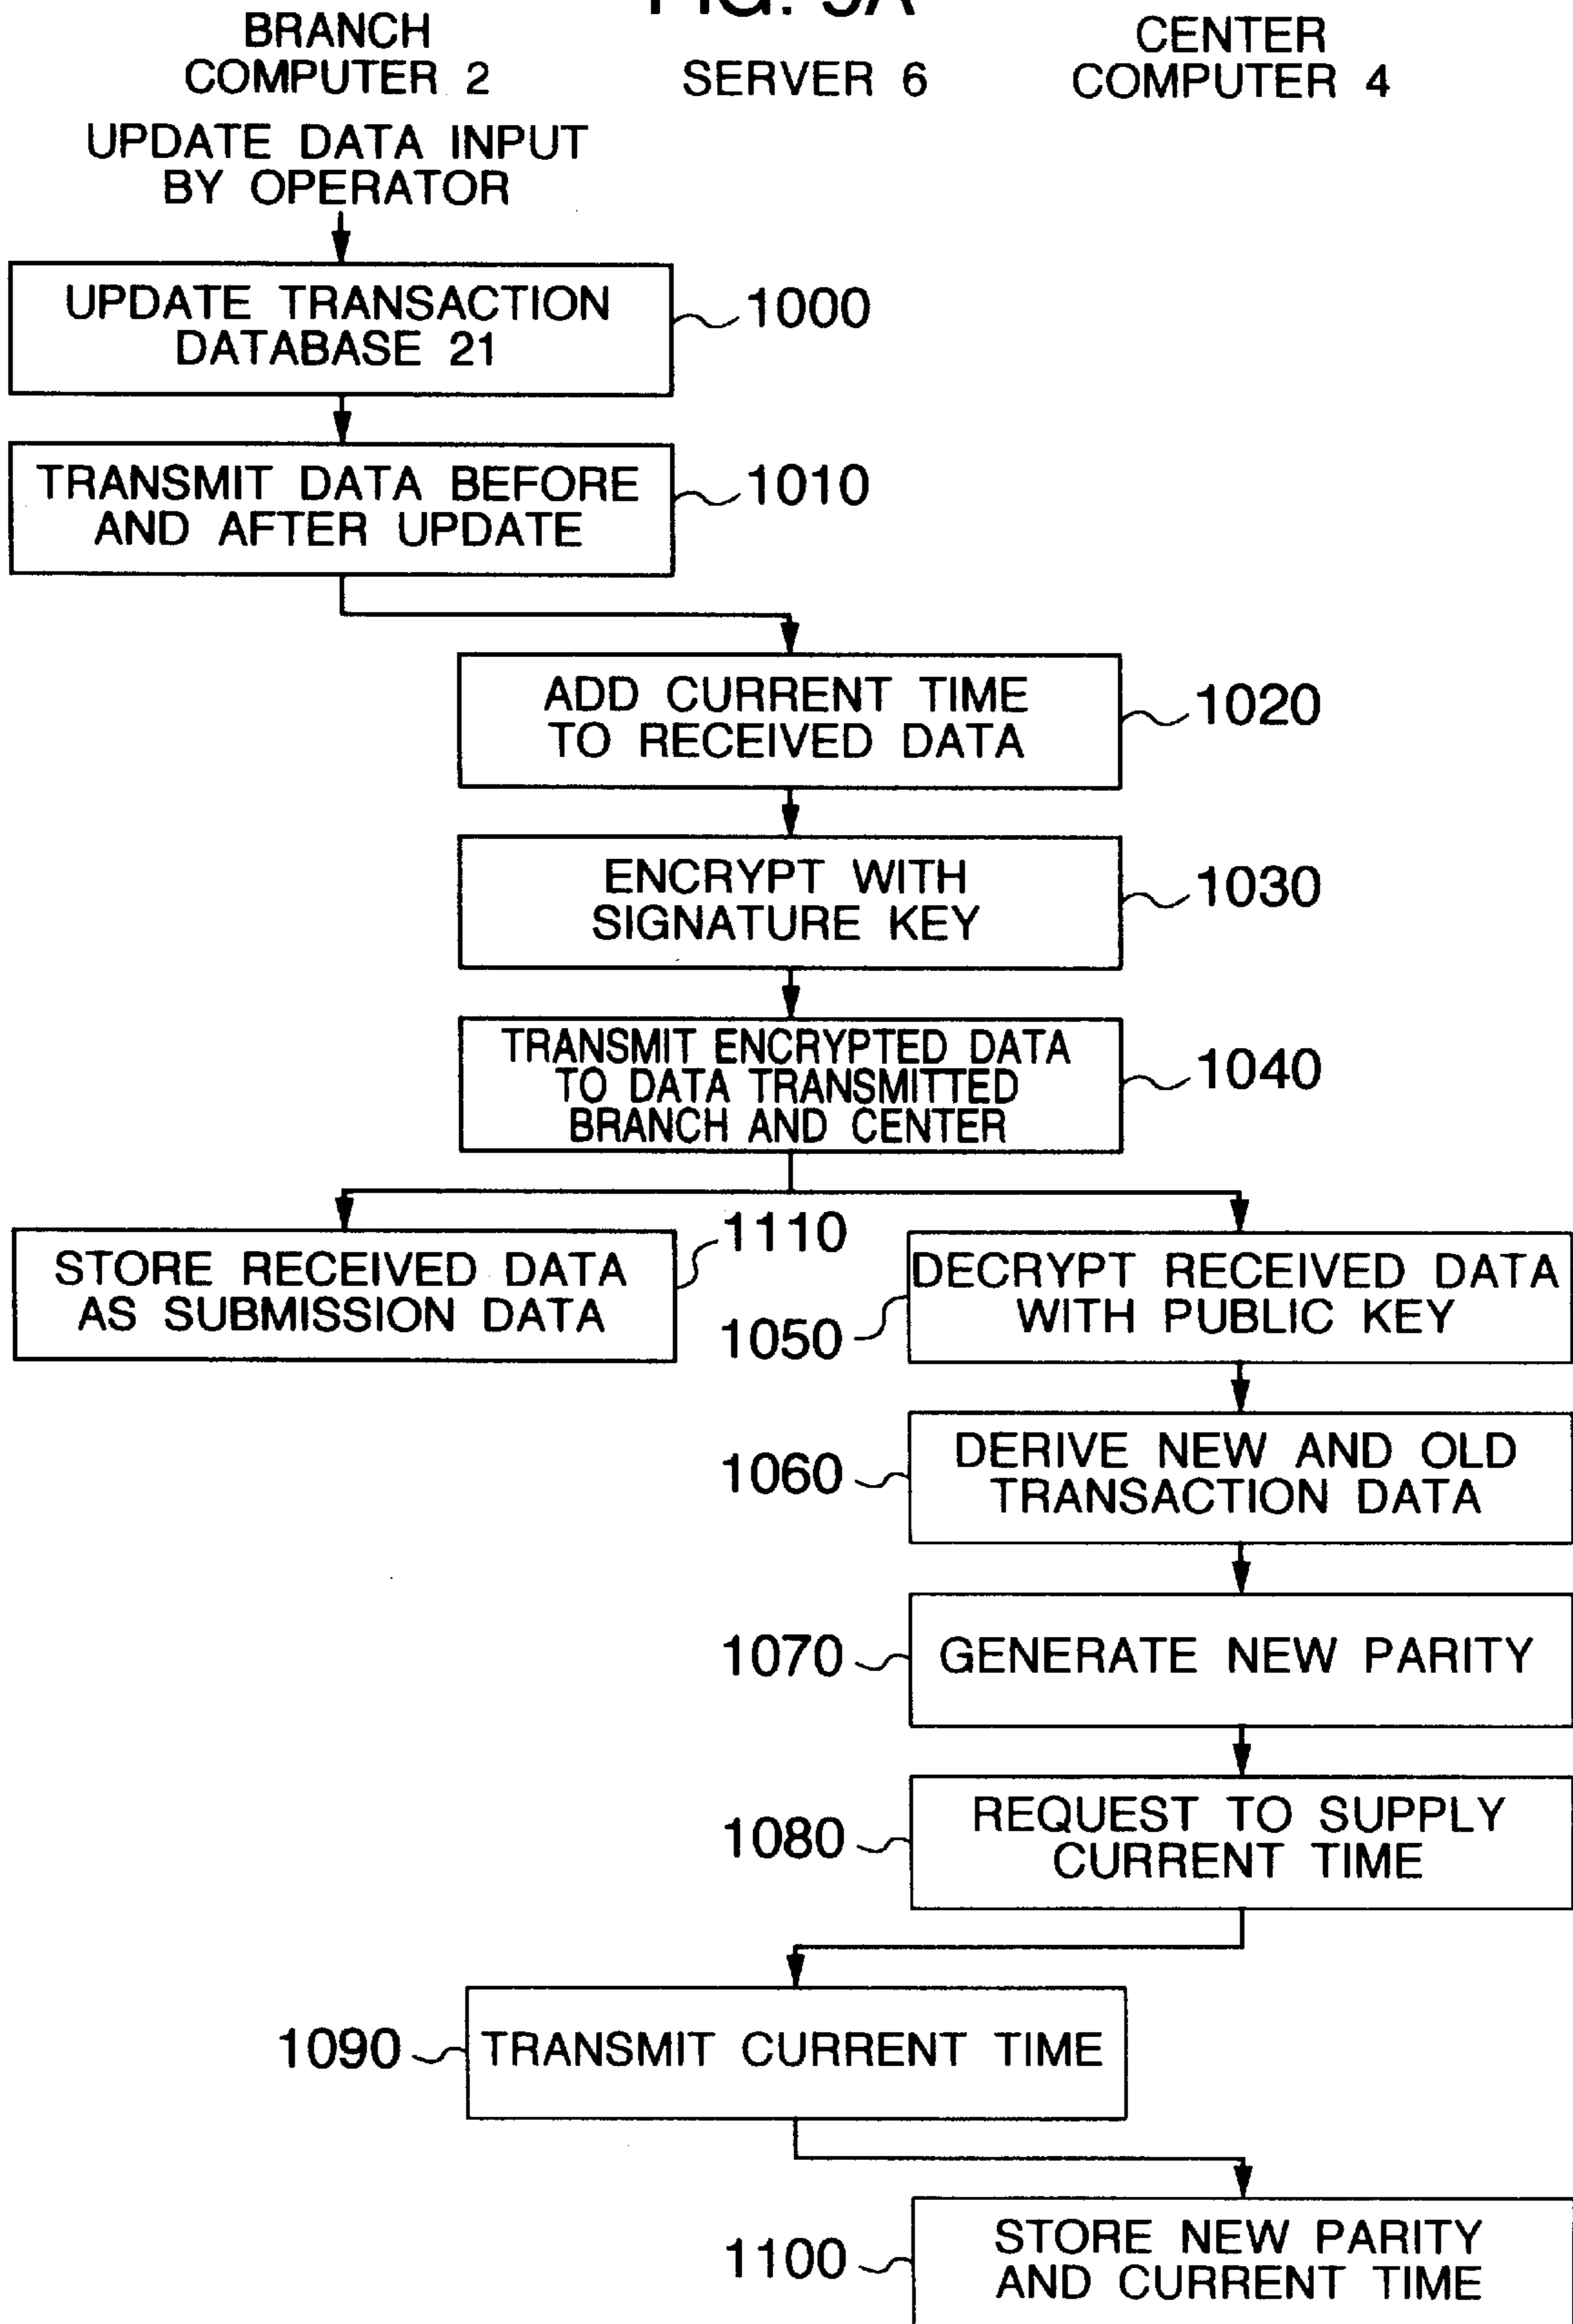 BRANCH
COMPUTER 2
SERVER 6
CENTER
COMPUTER 4
UPDATE DATA INPUT
BY OPERATOR
UPDATE TRANSACTION
DATABASE 21
1000
TRANSMIT DATA BEFORE
AND AFTER UPDATE
1010
ADD CURRENT TIME
TO RECEIVED DATA
1020
ENCRYPT WITH
SIGNATURE KEY
1030
TRANSMIT ENCRYPTED DATA
TO DATA TRANSMITTED
BRANCH AND CENTER
1040
STORE RECEIVED DATA
AS SUBMISSION DATA
1110
DECRYPT RECEIVED DATA
WITH PUBLIC KEY
1050
DERIVE NEW AND OLD
TRANSACTION DATA
1060
GENERATE NEW PARITY
1070
REQUEST TO SUPPLY
CURRENT TIME
1080
TRANSMIT CURRENT TIME
1090
STORE NEW PARITY
AND CURRENT TIME
1100